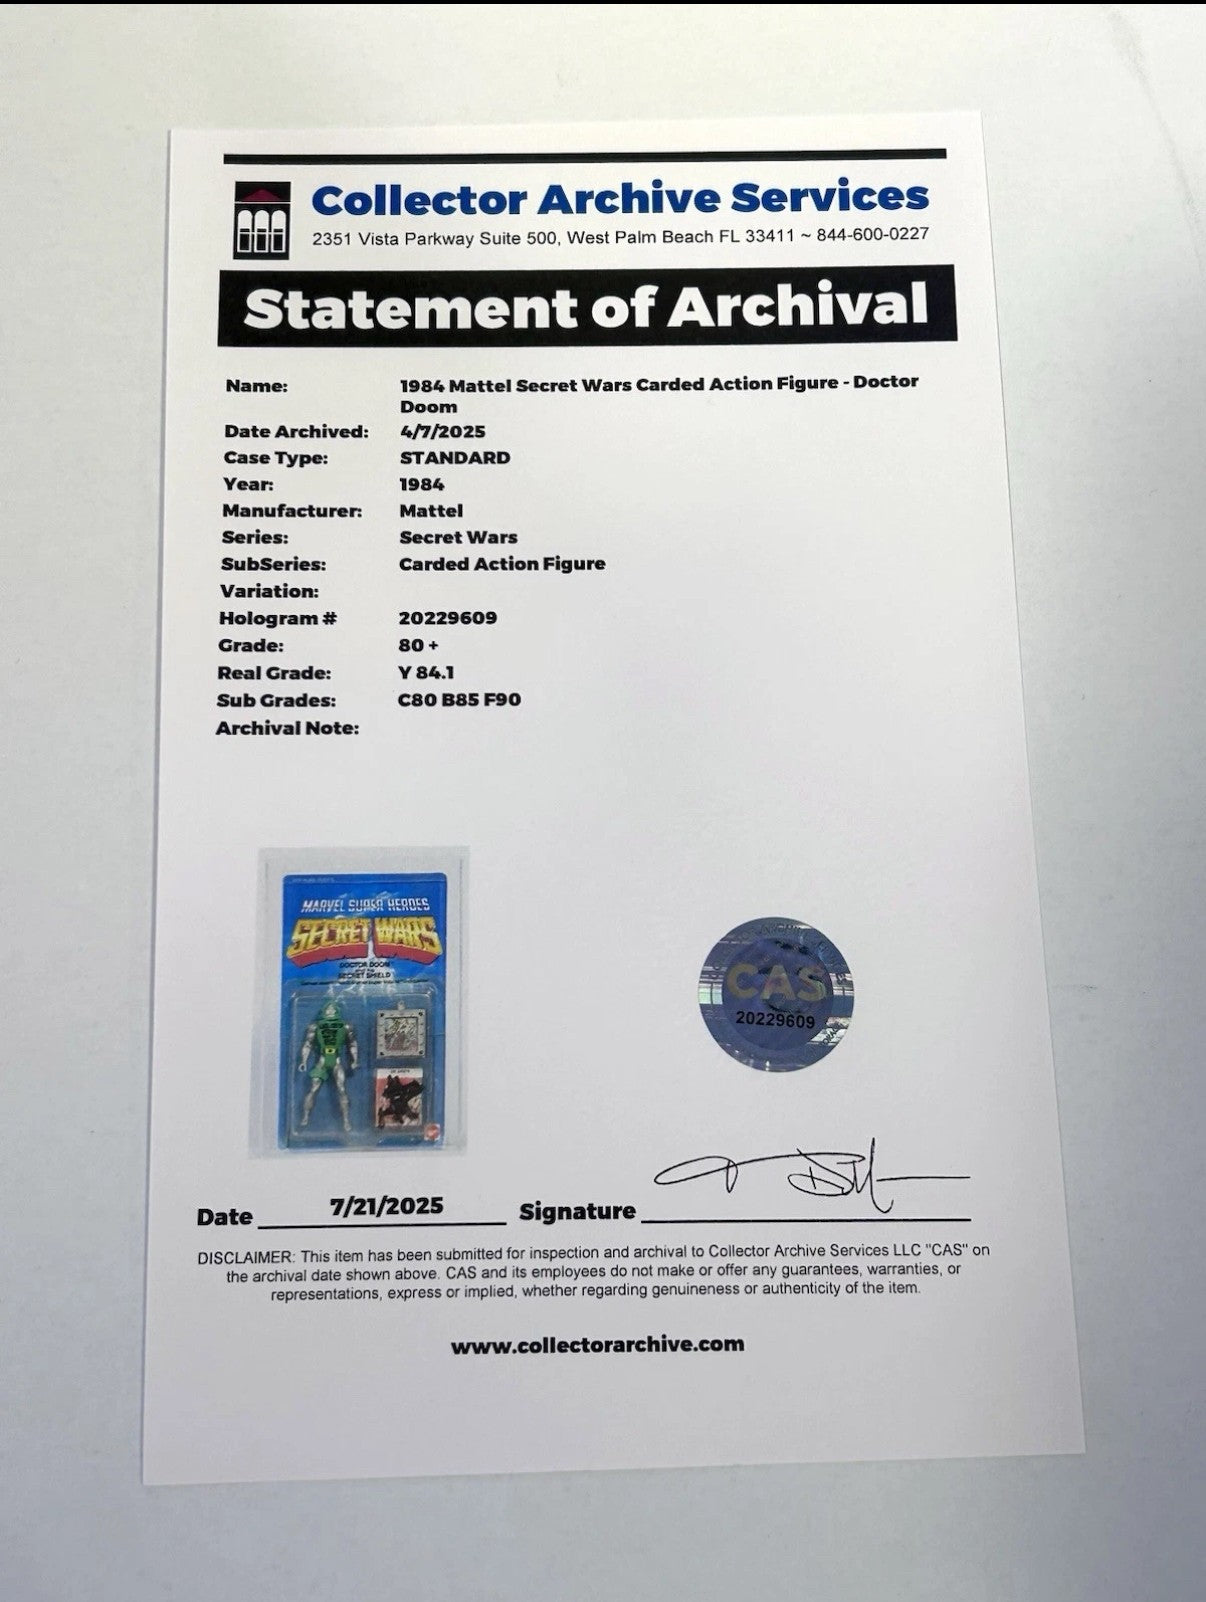 Collector Archive Services
2351 Vista Parkway Suite 500, West Palm Beach FL 33411 ~ 844-600-0227
Statement of Archival
Name: 1984 Mattel Secret Wars Carded Action Figure - Doctor
Doom
Date Archived: 4/7/2025
Case Type: STANDARD
Year: 1984
Manufacturer: Mattel
Series: Secret Wars
SubSeries: Carded Action Figure
Variation:
Hologram # 20229609
Grade: 80 +
Real Grade: Y 84.1
Sub Grades: C80 B85 F90
Archival Note:
MARVEL SUPER HEROES
SECRET WARS
DOCTOR DOOM
SECRET SHIELD
CAS
20229609
Date 7/21/2025 Signature
DISCLAIMER: This item has been submitted for inspection and archival to Collector Archive Services LLC "CAS" on
the archival date shown above. CAS and its employees do not make or offer any guarantees, warranties, or
representations, express or implied, whether regarding genuineness or authenticity of the item.
www.collectorarchive.com